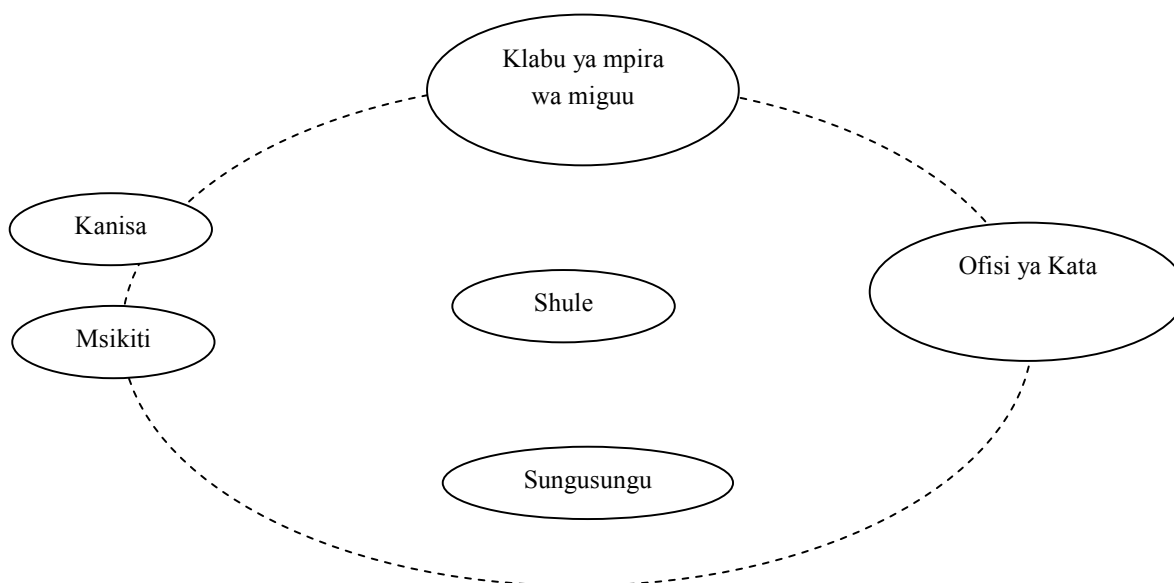 Klabu ya mpira
wa miguu
Kanisa
Ofisi ya Kata
Shule
Msikiti
Sungusungu